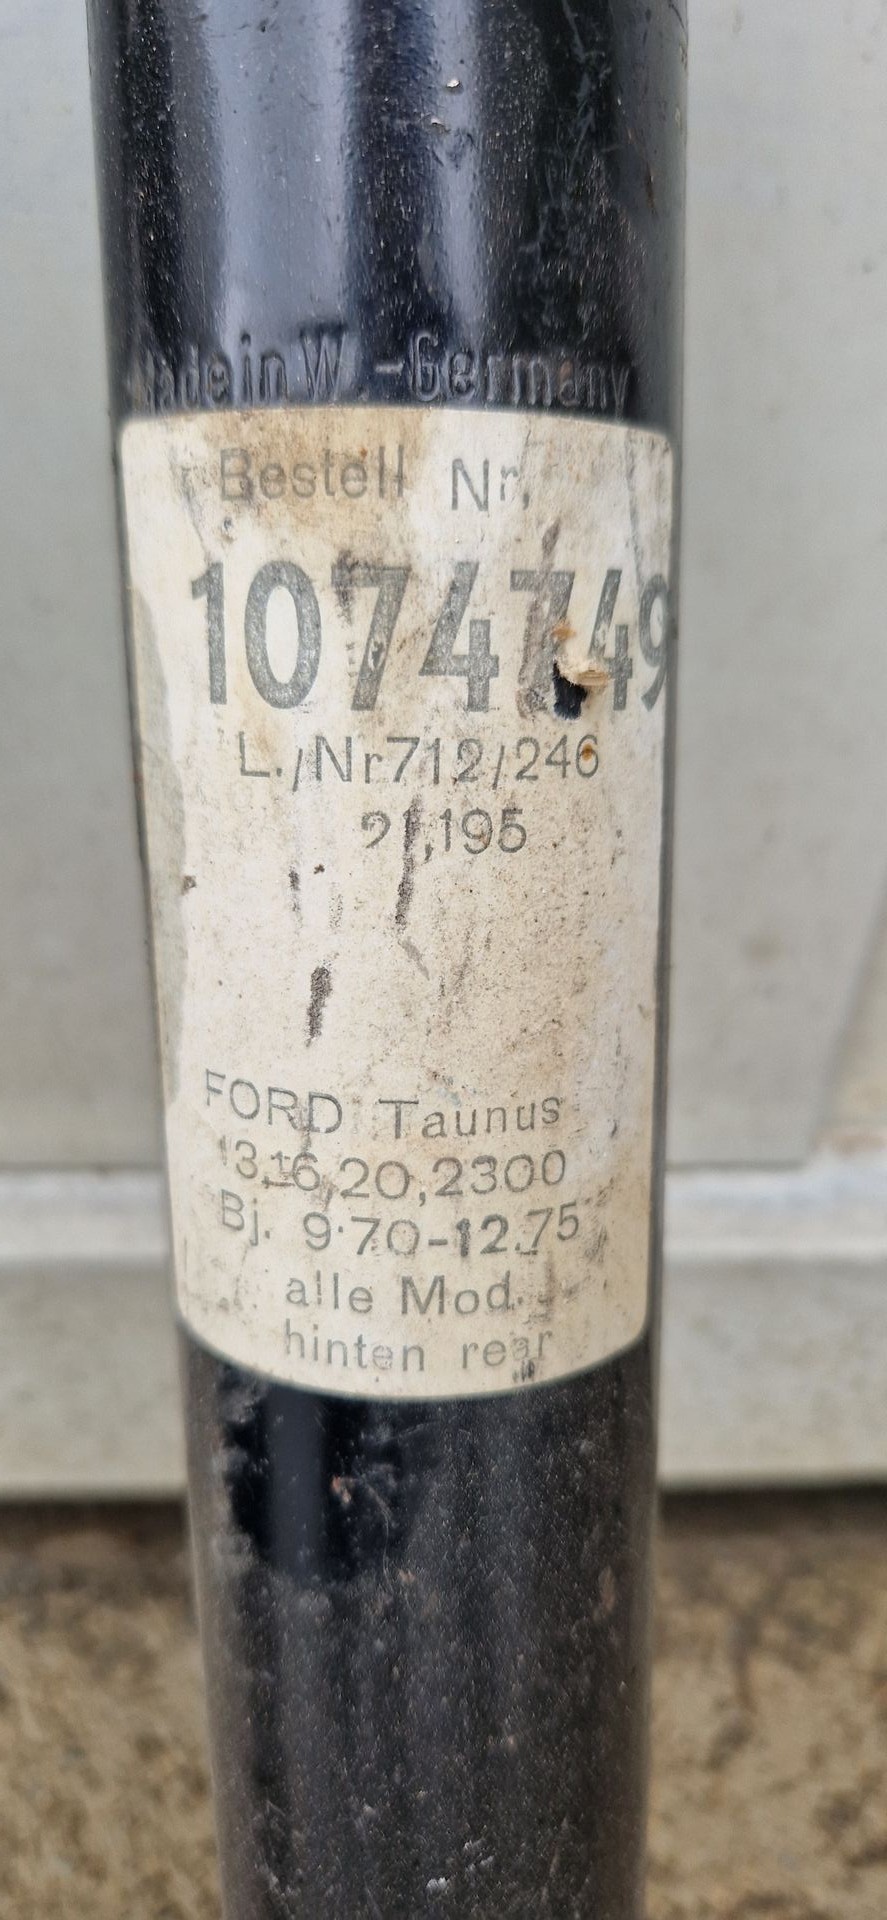 Made in W.-Germany
Bestell Nr.
1074749
L./Nr 712/246
21,195
FORD Taunus
13,16,20,2300
Bj. 9.70-12.75
alle Mod.
hinten rear